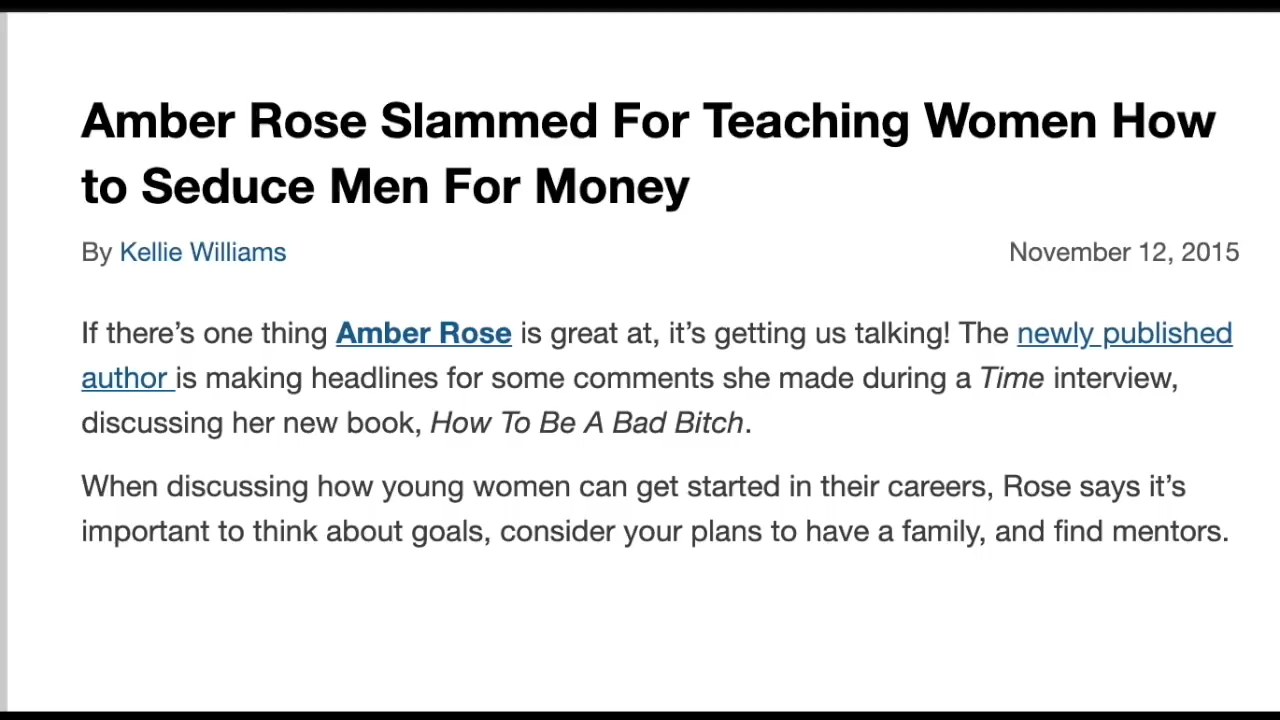 Amber Rose Slammed For Teaching Women How
to Seduce Men For Money
By Kellie Williams
November 12, 2015
If there’s one thing Amber Rose is great at, it’s getting us talking! The newly published
author is making headlines for some comments she made during a Time interview,
discussing her new book, How To Be A Bad Bitch.
When discussing how young women can get started in their careers, Rose says it’s
important to think about goals, consider your plans to have a family, and find mentors.